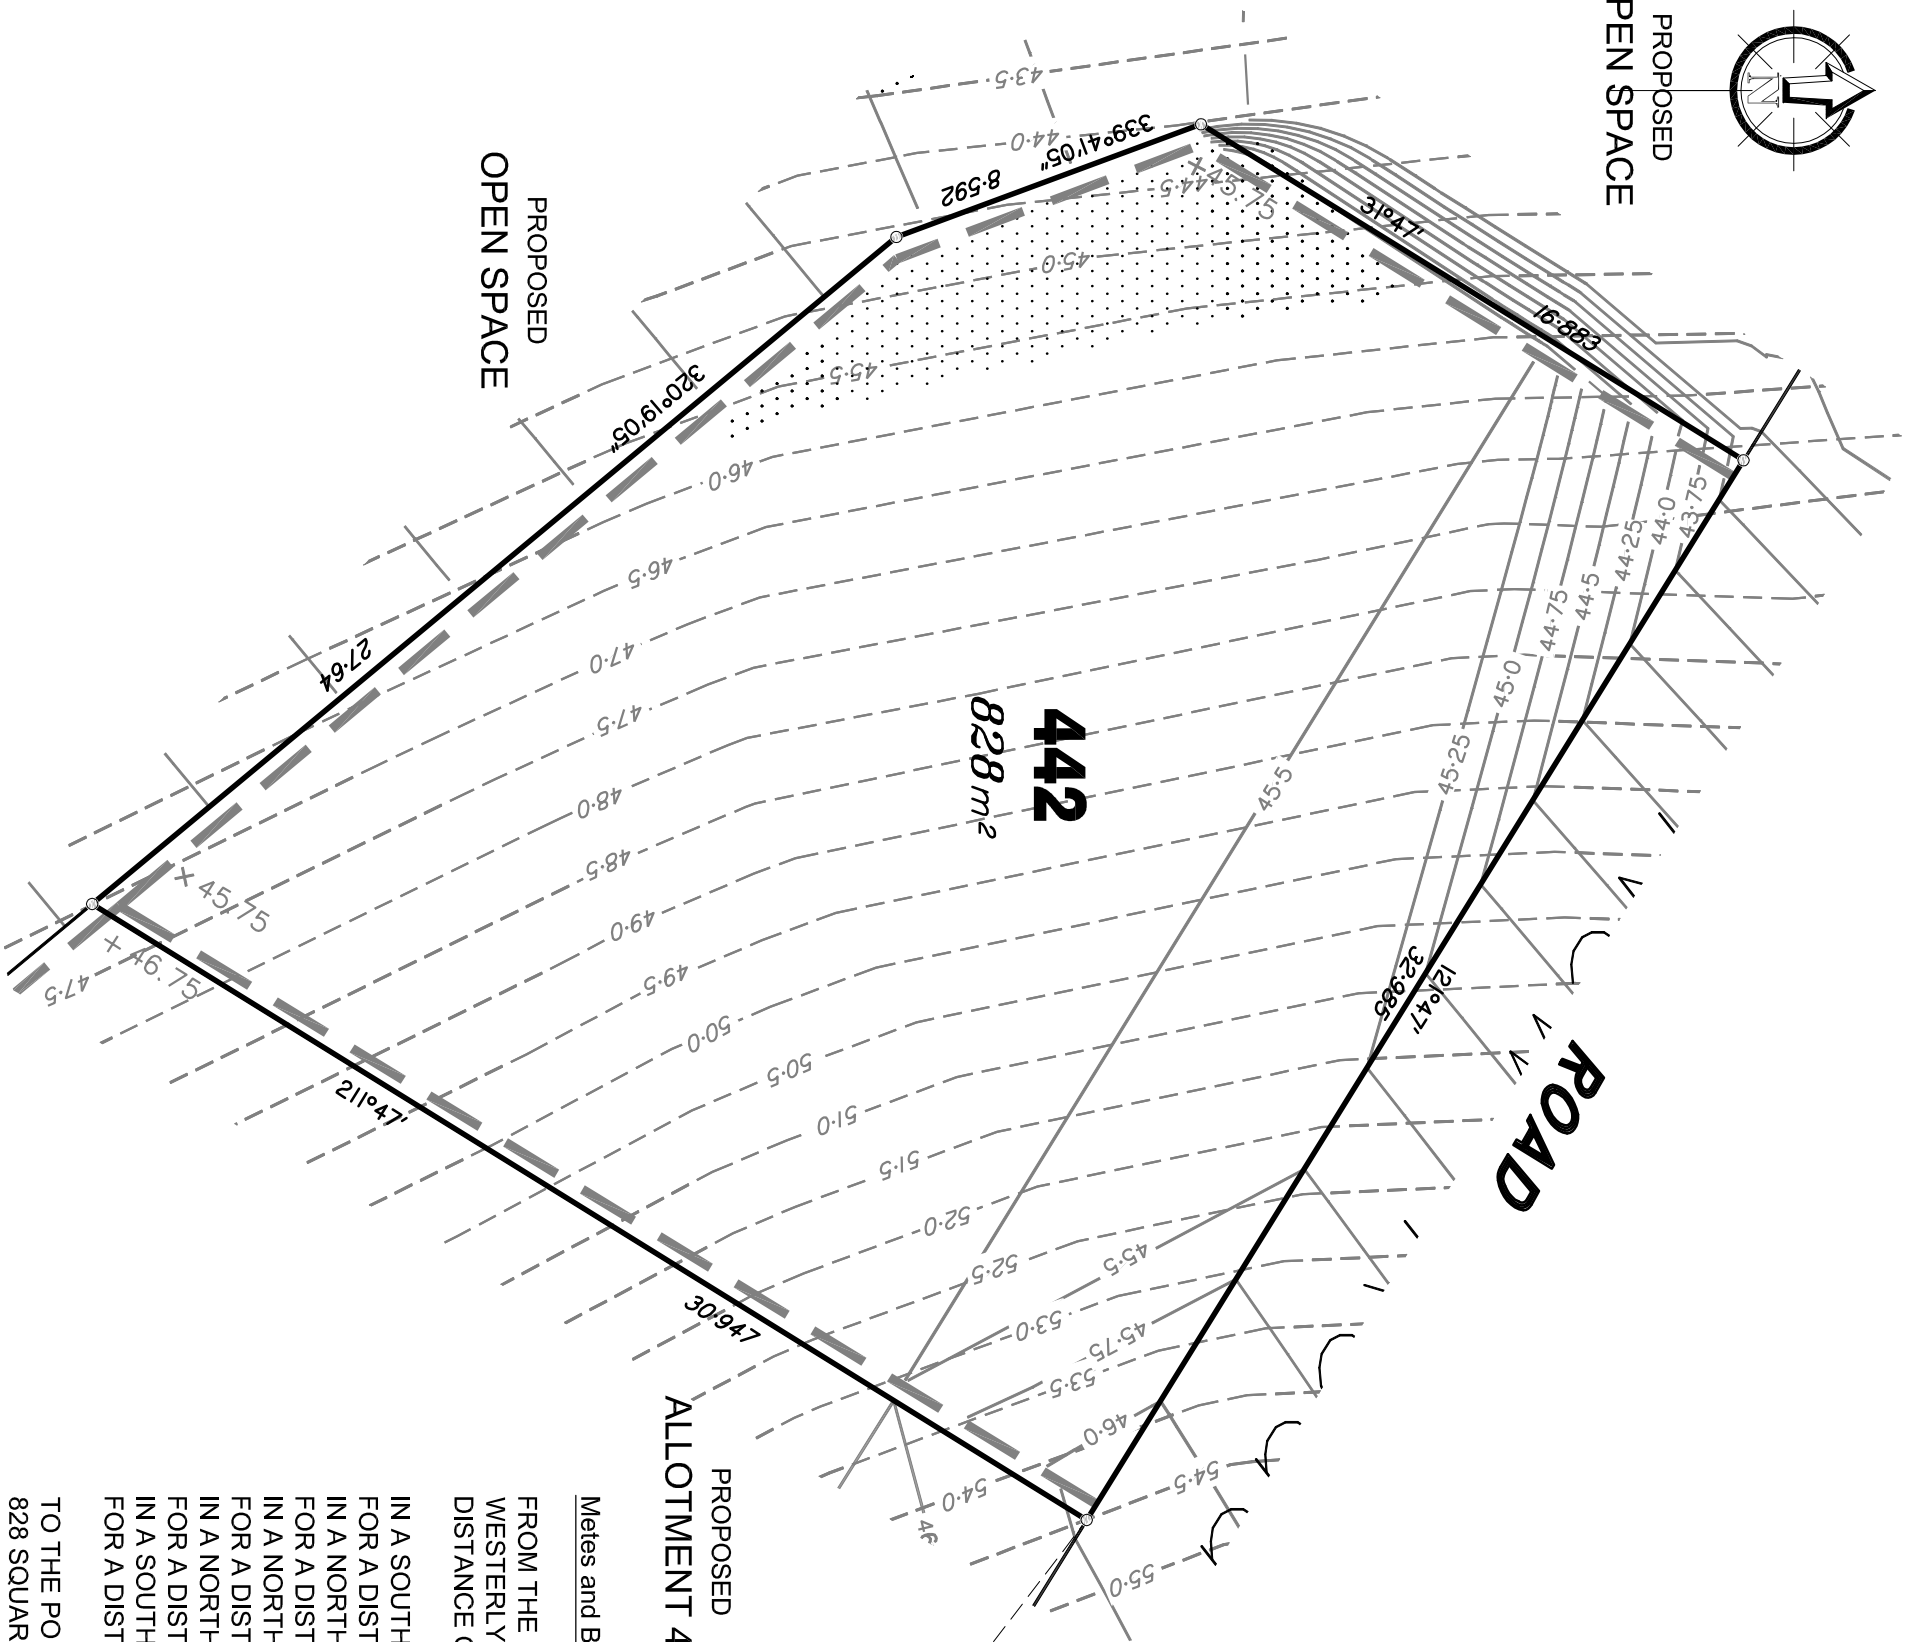 PROPOSED
PEN SPACE
N
PROPOSED
OPEN SPACE
339°41'05"
8·592
31°47'
16·883
320°19'05"
27·64
442
828m²
121°47'
32·985
211°47'
30·947
ROAD
43·5
44·0
44·5
45·0
45·5
46·0
46·5
47·0
47·5
48·0
48·5
49·0
49·5
50·0
50·5
51·0
51·5
52·0
52·5
53·0
53·5
54·0
54·5
55·0
47·5
43·75
44·0
44·25
44·5
44·75
45·0
45·25
45·5
45·5
45·75
46·0
46
+45.75
+ 45.75
+ 46.75
PROPOSED
ALLOTMENT 4
Metes and B
FROM THE
WESTERLY
DISTANCE
IN A SOUTH
FOR A DIST
IN A NORTH
FOR A DIST
IN A NORTH
FOR A DIST
IN A NORTH
FOR A DIST
IN A SOUTH
FOR A DIST
TO THE PO
828 SQUAR